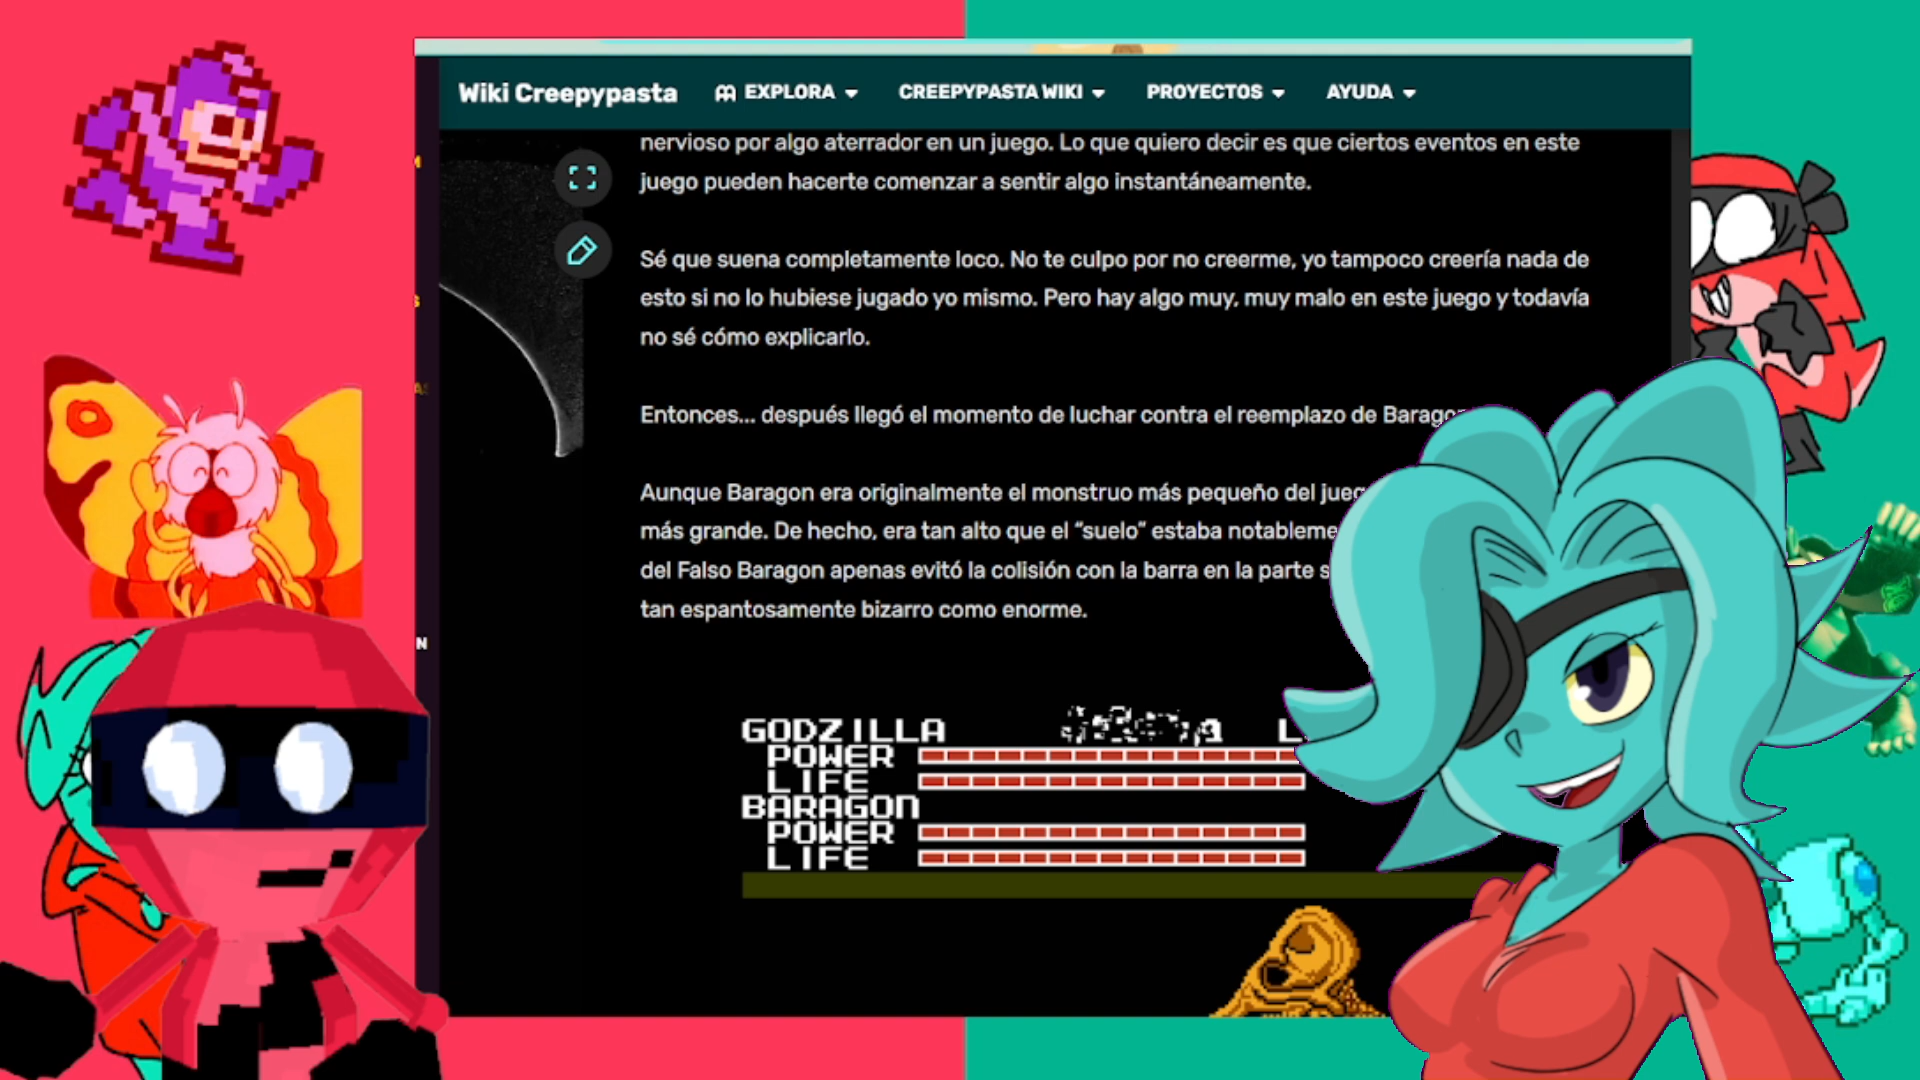 Wiki Creepypasta EXPLORA CREEPYPASTA WIKI PROYECTOS AYUDA
nervioso por algo aterrador en un juego. Lo que quiero decir es que ciertos eventos en este
juego pueden hacerte comenzar a sentir algo instantáneamente.
Sé que suena completamente loco. No te culpo por no creerme, yo tampoco creería nada de
esto si no lo hubiese jugado yo mismo. Pero hay algo muy, muy malo en este juego y todavía
no sé cómo explicarlo.
Entonces... después llegó el momento de luchar contra el reemplazo de
Aunque Baragon era originalmente el monstruo más pequeño del
más grande. De hecho, era tan alto que el “suelo” estaba
del Falso Baragon apenas evitó la colisión con la barra en la parte
tan espantosamente bizarro como enorme.
N
GODZILLA
POWER
LIFE
BARAGON
POWER
LIFE